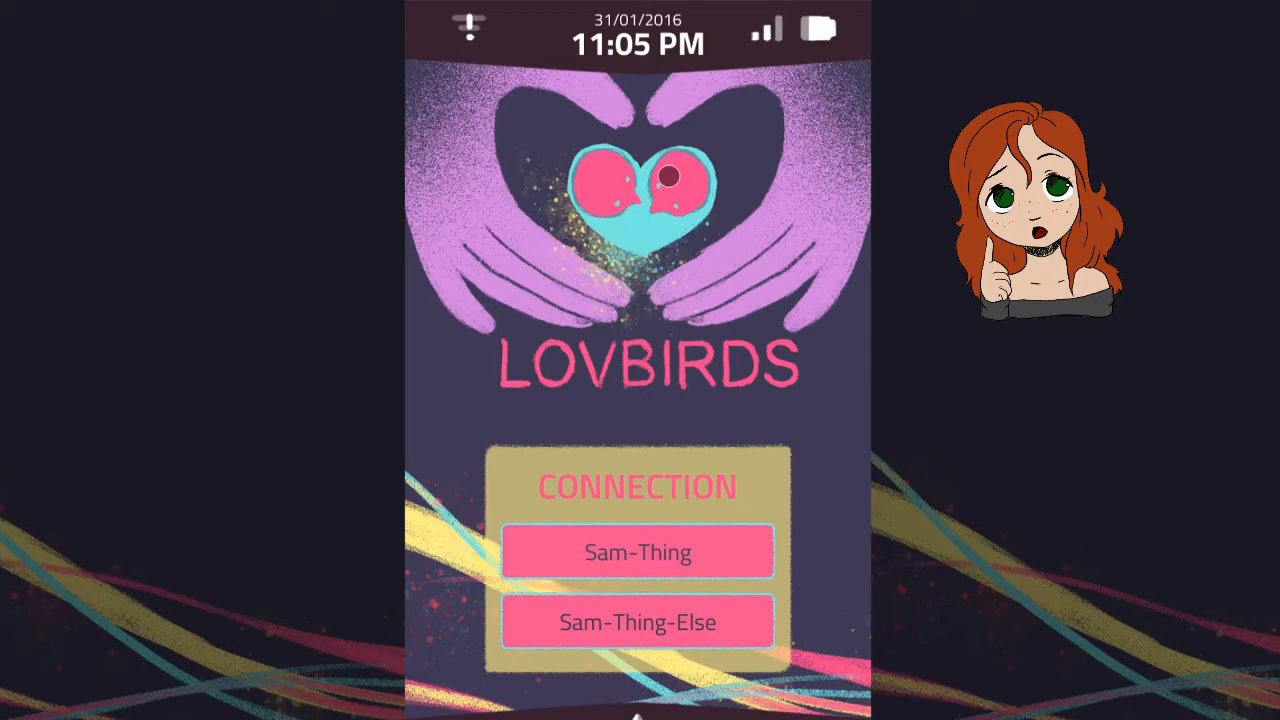 31/01/2016
11:05 PM
LOVBIRDS
CONNECTION
Sam-Thing
Sam-Thing-Else